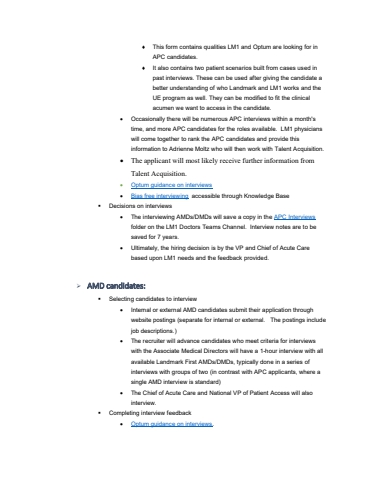 This form contains qualities LM1 and Optum are looking for in
APC candidates.
It also contains two patient scenarios built from cases used in
past interviews. These can be used after giving the candidate a
better understanding of who Landmark and LM1 works and the
UE program as well. They can be modified to fit the clinical
acumen we want to access in the candidate.
Occasionally there will be numerous APC interviews within a month's
time, and more APC candidates for the roles available. LM1 physicians
will come together to rank the APC candidates and provide this
information to Adrienne Moltz who will then work with Talent Acquisition.
The applicant will most likely receive further information from
Talent Acquisition.
Optum guidance on interviews
Bias free interviewing accessible through Knowledge Base
Decisions on interviews
The interviewing AMDs/DMDs will save a copy in the APC Interviews
folder on the LM1 Doctors Teams Channel. Interview notes are to be
saved for 7 years.
Ultimately, the hiring decision is by the VP and Chief of Acute Care
based upon LM1 needs and the feedback provided.
AMD candidates:
Selecting candidates to interview
Internal or external AMD candidates submit their application through
website postings (separate for internal or external. The postings include
job descriptions.)
The recruiter will advance candidates who meet criteria for interviews
with the Associate Medical Directors will have a 1-hour interview with all
available Landmark First AMDs/DMDs, typically done in a series of
interviews with groups of two (in contrast with APC applicants, where a
single AMD interview is standard)
The Chief of Acute Care and National VP of Patient Access will also
interview.
Completing interview feedback
Optum guidance on interviews.